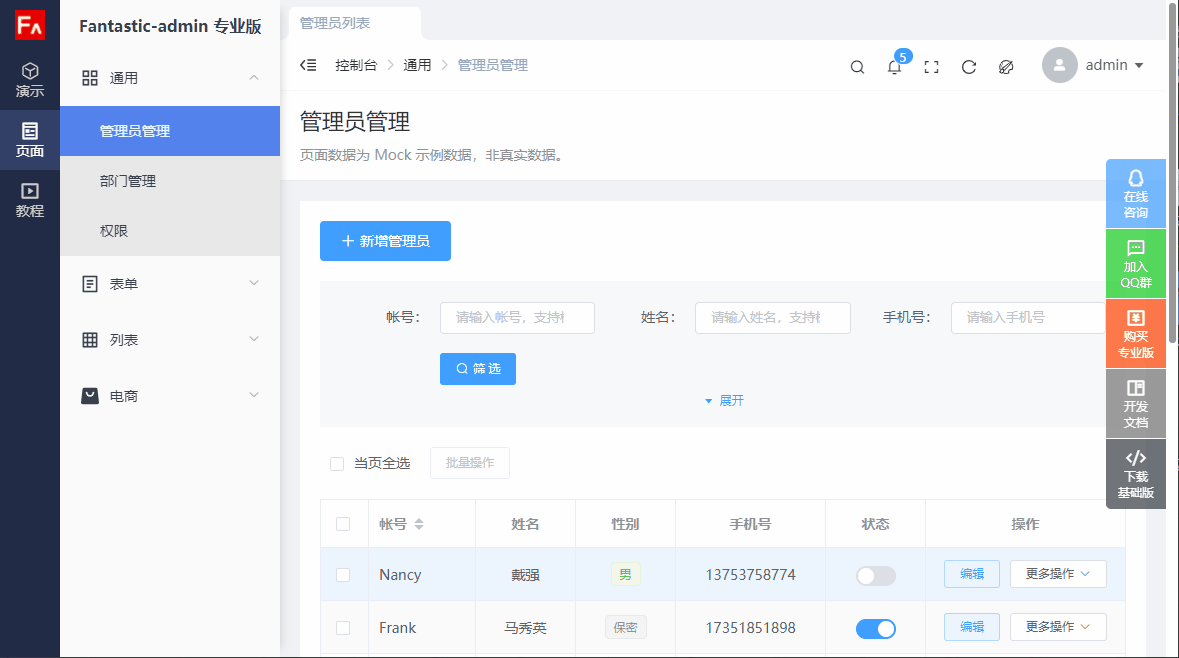 FA
Fantastic-admin 专业版
演示
页面
教程
通用
管理员管理
部门管理
权限
表单
列表
电商
管理员列表
控制台
通用
管理员管理
5
admin
管理员管理
页面数据为 Mock 示例数据，非真实数据。
新增管理员
帐号：
请输入帐号，支持
姓名：
请输入姓名，支持
手机号：
请输入手机号
筛 选
展开
当页全选
批量操作
帐号 姓名 性别 手机号 状态 操作
Nancy 戴强 男 13753758774 编辑 更多操作
Frank 马秀英 保密 17351851898 编辑 更多操作
在线
咨询
加入
QQ群
购买
专业版
开发
文档
下载
基础版